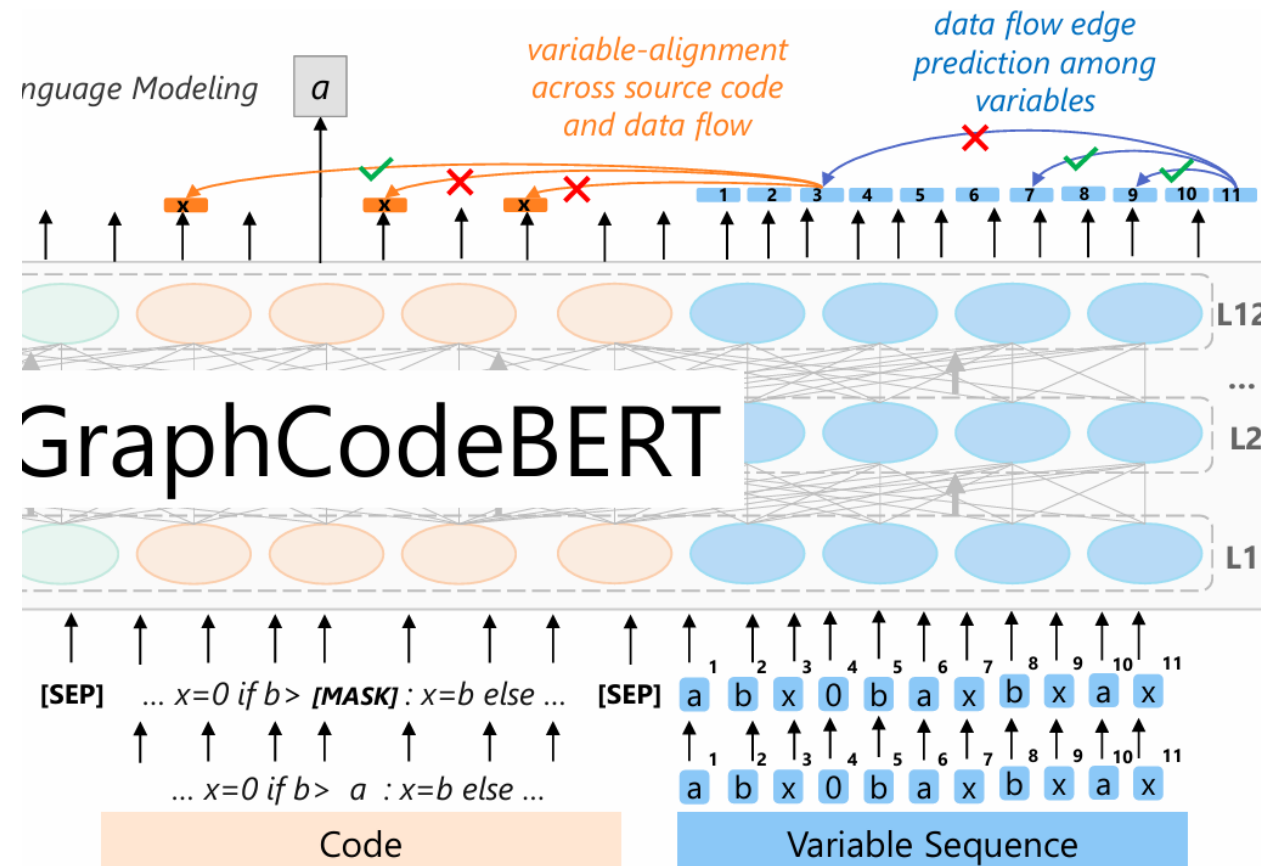 data flow edge
prediction among
variables
variable-alignment
across source code
and data flow
nguage Modeling
a
x x x
1 2 3 4 5 6 7 8 9 10 11
L12
...
GraphCodeBERT
L2
L1
[SEP] ... x=0 if b> [MASK] : x=b else ... [SEP]
1 2 3 4 5 6 7 8 9 10 11
a b x 0 b a x b x a x
... x=0 if b> a : x=b else ...
1 2 3 4 5 6 7 8 9 10 11
a b x 0 b a x b x a x
Code
Variable Sequence